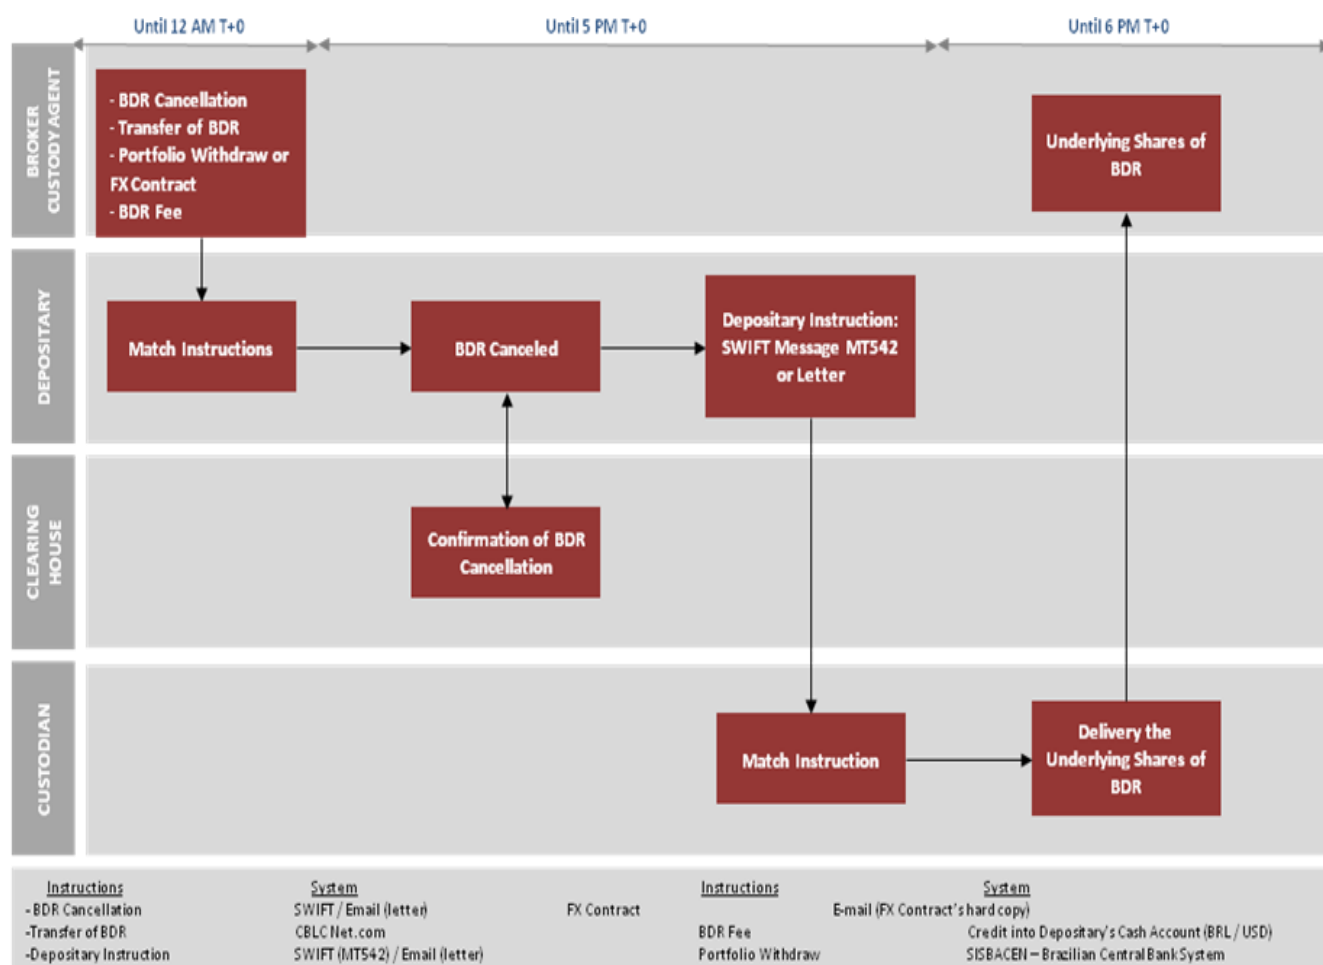 Until 12 AM T+0
Until 5 PM T+0
Until 6 PM T+0
BROKER
CUSTODY AGENT
- BDR Cancellation
- Transfer of BDR
- Portfolio Withdraw or
FX Contract
- BDR Fee
Underlying Shares of
BDR
DEPOSITARY
Match Instructions
BDR Canceled
Depositary Instruction:
SWIFT Message MT542
or Letter
CLEARING
HOUSE
Confirmation of BDR
Cancellation
CUSTODIAN
Match Instruction
Delivery the
Underlying Shares of
BDR
Instructions System Instructions System
- BDR Cancellation SWIFT / Email (letter) FX Contract E-mail (FX Contract's hard copy)
-Transfer of BDR CBLC Net.com BDR Fee Credit into Depositary's Cash Account (BRL / USD)
-Depositary Instruction SWIFT (MT542) / Email (letter) Portfolio Withdraw SISBACEN – Brazilian Central Bank System